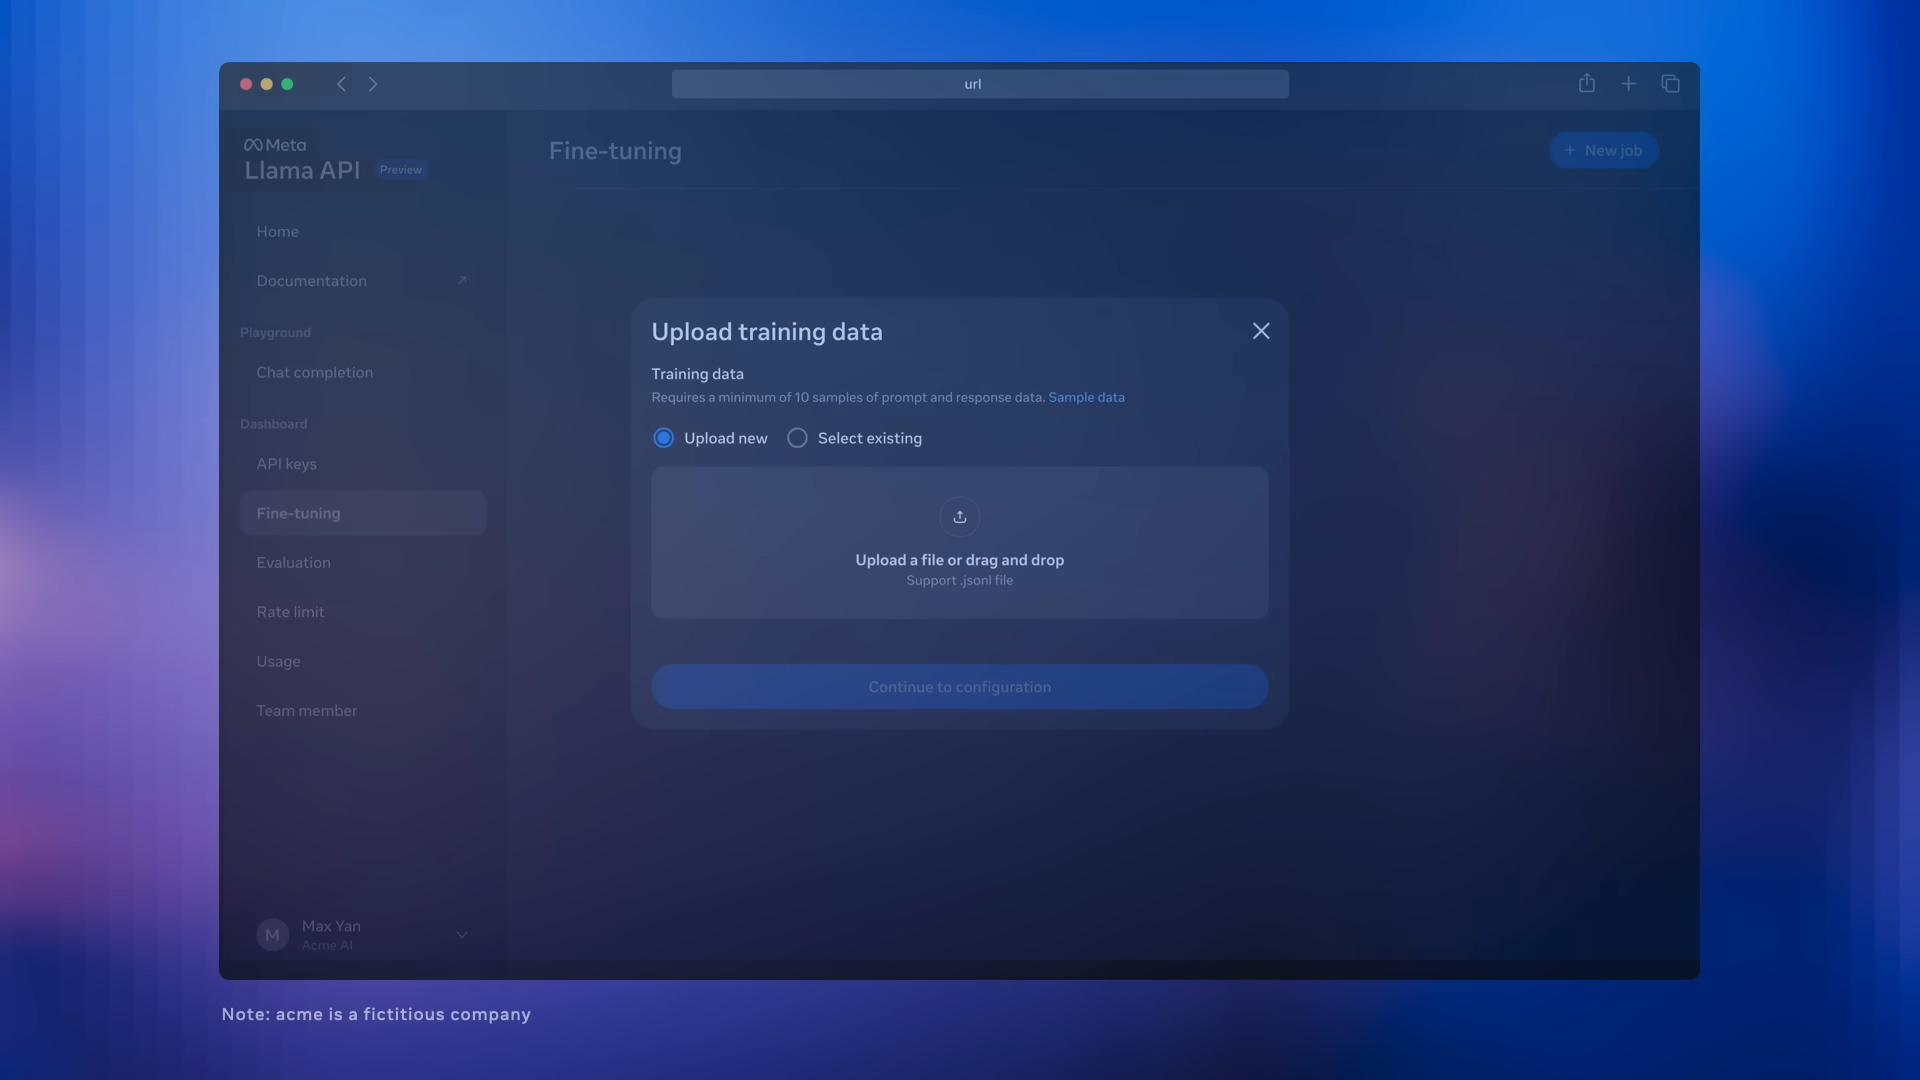 url
Meta
Llama API
Preview
Home
Documentation
Playground
Chat completion
Dashboard
API keys
Fine-tuning
Evaluation
Rate limit
Usage
Team member
M
Max Yan
Acme AI
Fine-tuning
+ New job
Upload training data
Training data
Requires a minimum of 10 samples of prompt and response data. Sample data
Upload new
Select existing
Upload a file or drag and drop
Support .jsonl file
Continue to configuration
Note: acme is a fictitious company